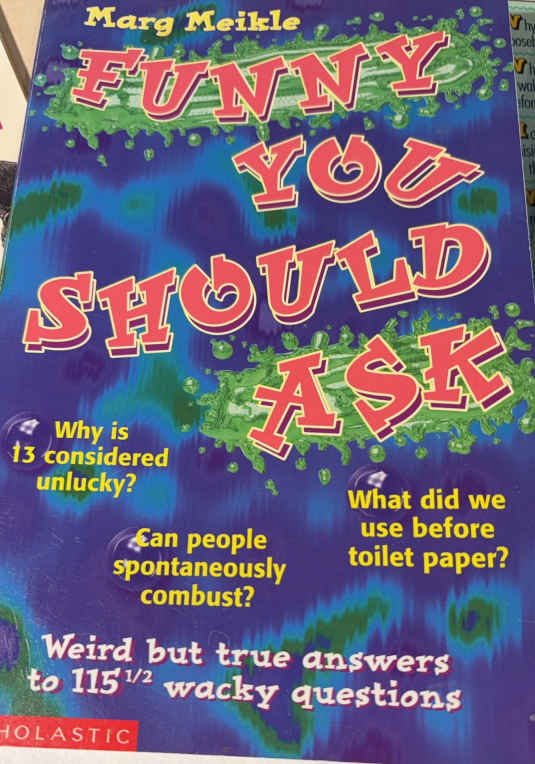 Marg Meikle
FUNNY
YOU
SHOULD
ASK
Why is
13 considered
unlucky?
What did we
use before
toilet paper?
Can people
spontaneously
combust?
Weird but true answers
to 115 1/2 wacky questions
HOLASTIC